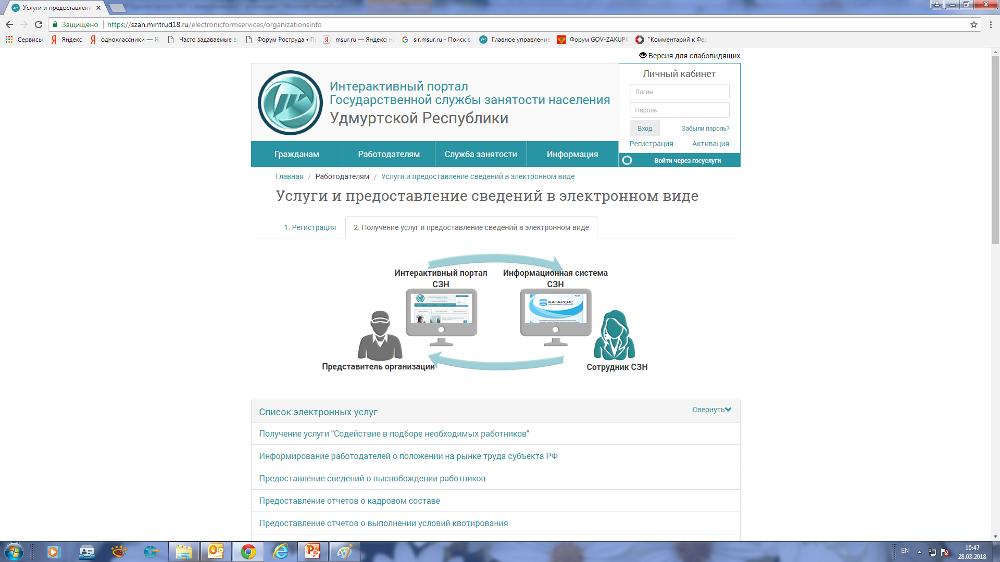 Услуги и предоставлени
Защищено
https://szan.mintrud18.ru/electronicformservices/organizationsinfo
Сервисы
Яндекс
одноклассники — Я
Часто задаваемые в
Форум Роструда • П
msur.ru — Яндекс: н
sir.msur.ru - Поиск в
Главное управление
Форум GOV-ZAKUPK
"Комментарий к Фед
Версия для слабовидящих
Интерактивный портал
Государственной службы занятости населения
Удмуртской Республики
Личный кабинет
Логин
Пароль
Вход
Забыли пароль?
Регистрация
Активация
Войти через госуслуги
Гражданам
Работодателям
Служба занятости
Информация
Главная / Работодателям / Услуги и предоставление сведений в электронном виде
Услуги и предоставление сведений в электронном виде
1. Регистрация
2. Получение услуг и предоставление сведений в электронном виде
Интерактивный портал
СЗН
Информационная система
СЗН
КАТАРСИС
Представитель организации
Сотрудник СЗН
Список электронных услуг
Свернуть
Получение услуги "Содействие в подборе необходимых работников"
Информирование работодателей о положении на рынке труда субъекта РФ
Предоставление сведений о высвобождении работников
Предоставление отчетов о кадровом составе
Предоставление отчетов о выполнении условий квотирования
EN
10:47
28.03.2018